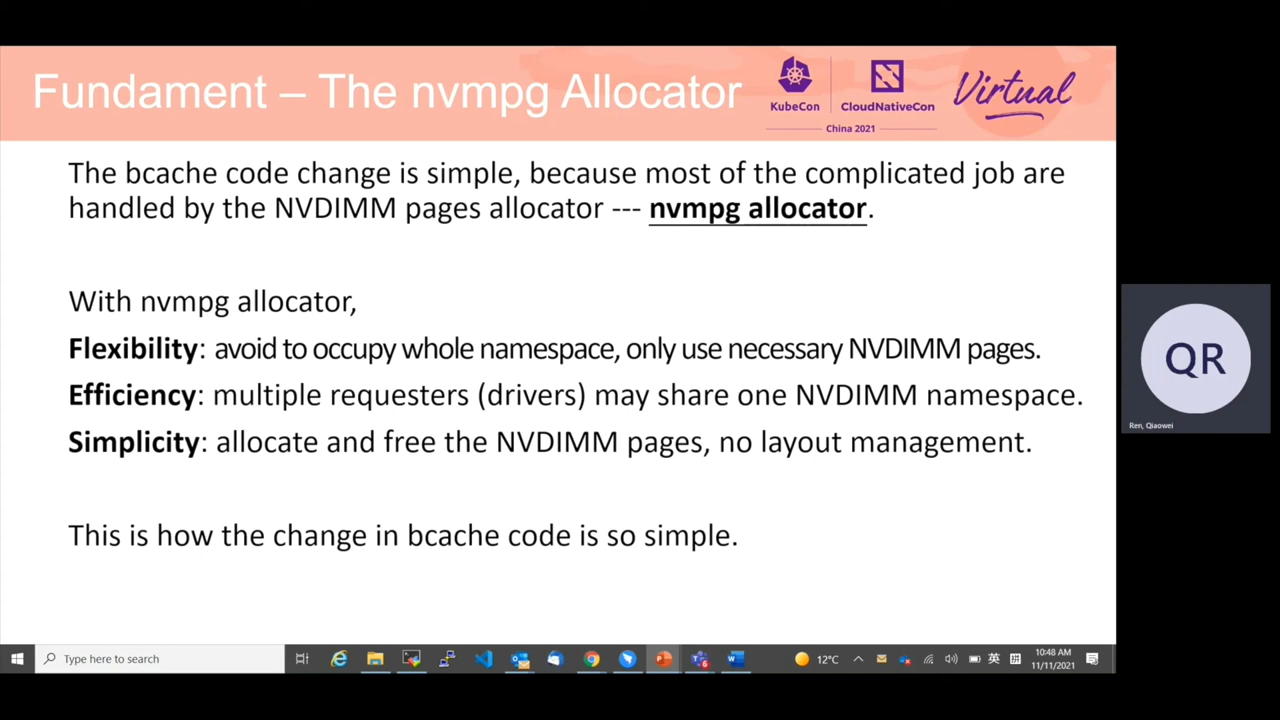 Fundament – The nvmpg Allocator
KubeCon
CloudNativeCon
Virtual
China 2021
The bcache code change is simple, because most of the complicated job are
handled by the NVDIMM pages allocator --- nvmpg allocator.
With nvmpg allocator,
Flexibility: avoid to occupy whole namespace, only use necessary NVDIMM pages.
Efficiency: multiple requesters (drivers) may share one NVDIMM namespace.
Simplicity: allocate and free the NVDIMM pages, no layout management.
This is how the change in bcache code is so simple.
QR
Ren, Qiaowei
Type here to search
12°C
英
10:48 AM
11/11/2021